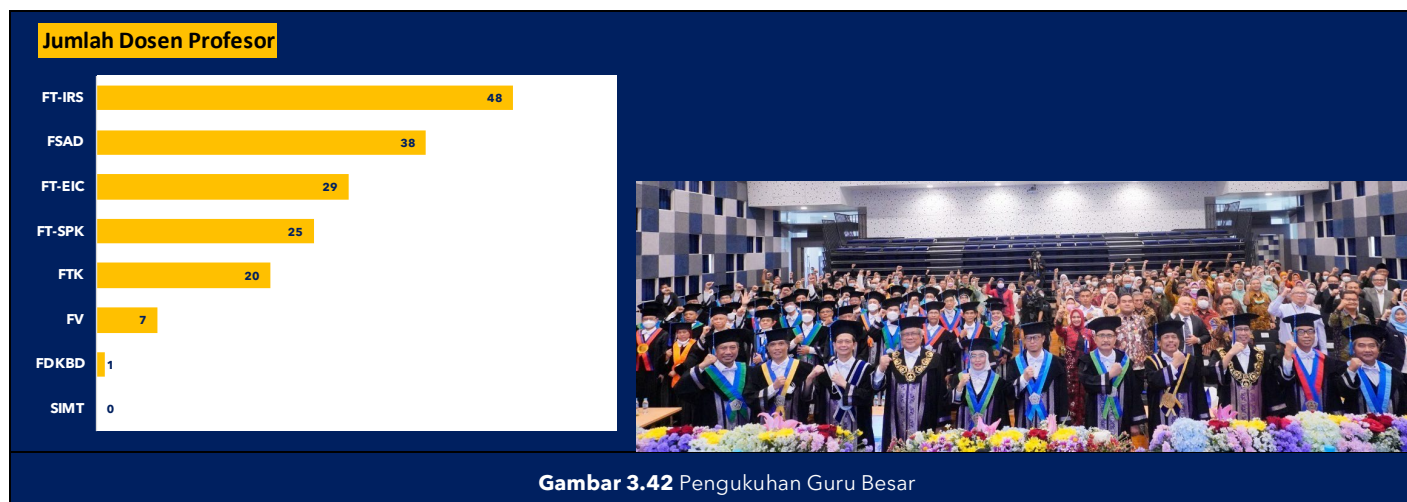 Jumlah Dosen Profesor
FT-IRS 48
FSAD 38
FT-EIC 29
FT-SPK 25
FTK 20
FV 7
FDKBD 1
SIMT 0
Gambar 3.42 Pengukuhan Guru Besar